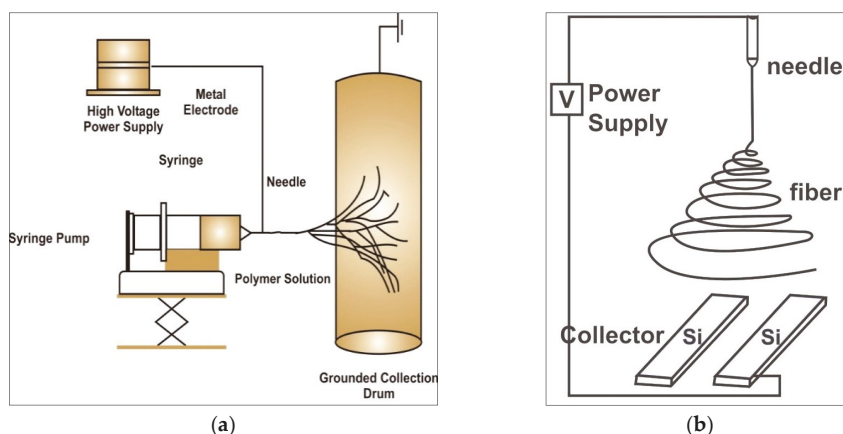 High Voltage
Power Supply
Metal
Electrode
Syringe
Needle
Syringe Pump
Polymer Solution
Grounded Collection
Drum
(a)
needle
V
Power
Supply
fiber
Collector
Si
Si
(b)